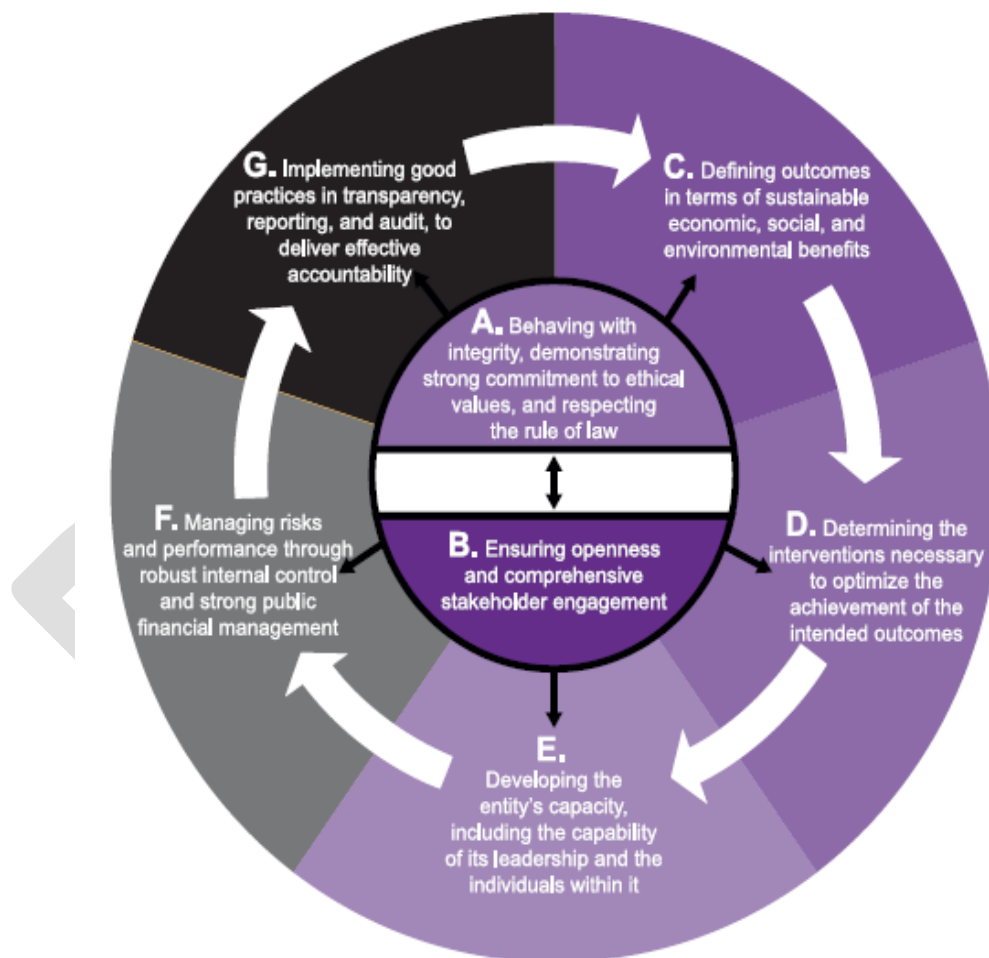 A. Behaving with
integrity, demonstrating
strong commitment to ethical
values, and respecting
the rule of law
B. Ensuring openness
and comprehensive
stakeholder engagement
C. Defining outcomes
in terms of sustainable
economic, social, and
environmental benefits
D. Determining the
interventions necessary
to optimize the
achievement of the
intended outcomes
E.
Developing the
entity's capacity,
including the capability
of its leadership and the
individuals within it
F. Managing risks
and performance through
robust internal control
and strong public
financial management
G. Implementing good
practices in transparency,
reporting, and audit, to
deliver effective
accountability